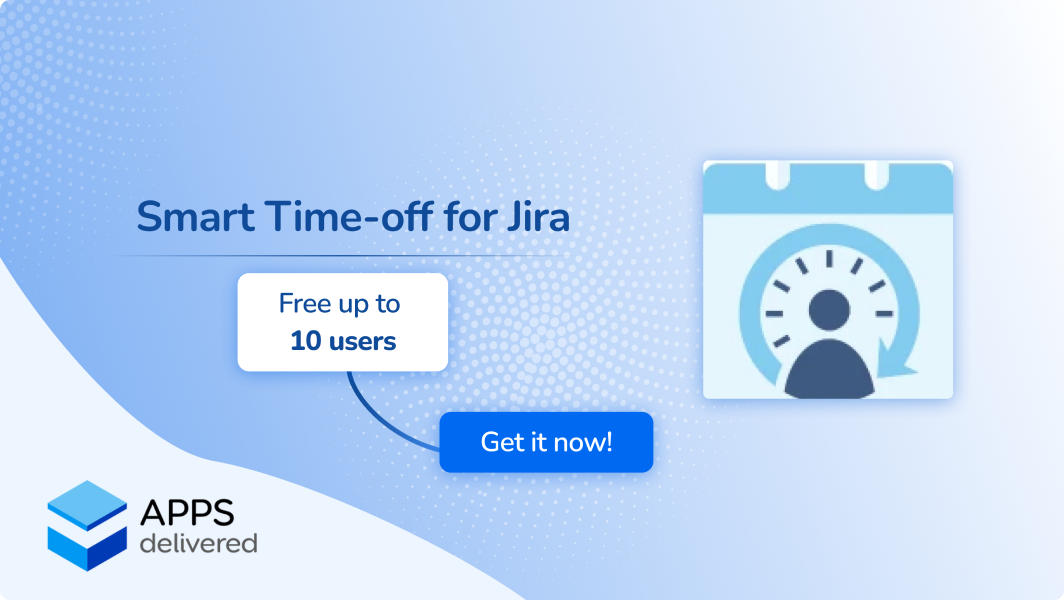 Smart Time-off for Jira
Free up to
10 users
Get it now!
APPS
delivered